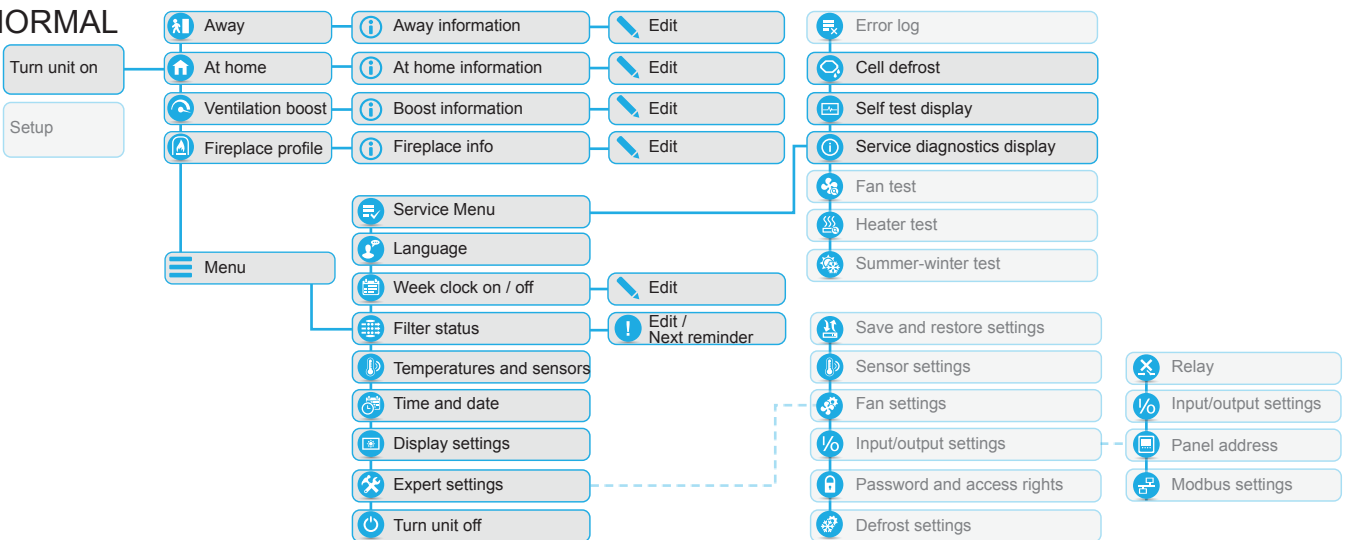 NORMAL
Turn unit on
Setup
Away
Away information
Edit
At home
At home information
Edit
Ventilation boost
Boost information
Edit
Fireplace profile
Fireplace info
Edit
Menu
Service Menu
Language
Week clock on / off
Edit
Filter status
Edit /
Next reminder
Temperatures and sensors
Time and date
Display settings
Expert settings
Turn unit off
Error log
Cell defrost
Self test display
Service diagnostics display
Fan test
Heater test
Summer-winter test
Save and restore settings
Sensor settings
Fan settings
I/o Input/output settings
Password and access rights
Defrost settings
Relay
I/o Input/output settings
Panel address
Modbus settings